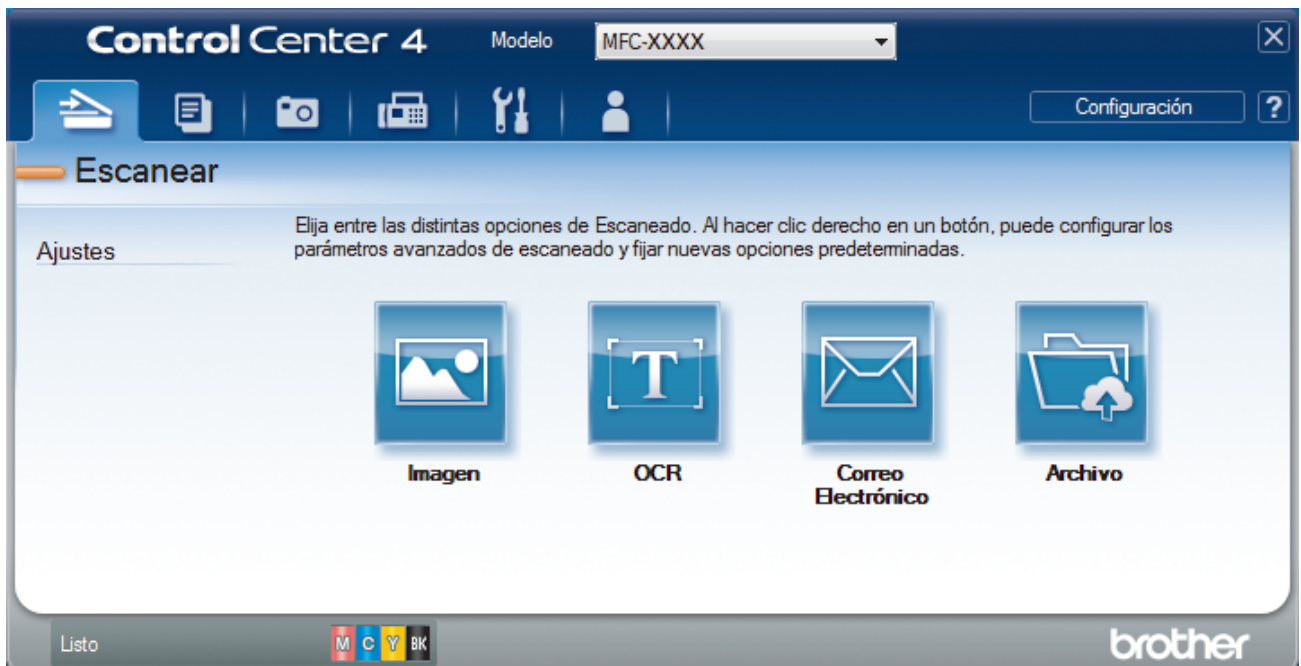 Control Center 4
Modelo
MFC-XXXX
Configuración
?
Escanear
Ajustes
Elija entre las distintas opciones de Escaneado. Al hacer clic derecho en un botón, puede configurar los
parámetros avanzados de escaneado y fijar nuevas opciones predeterminadas.
T
Imagen
OCR
Correo
Electrónico
Archivo
Listo
M C Y BK
brother